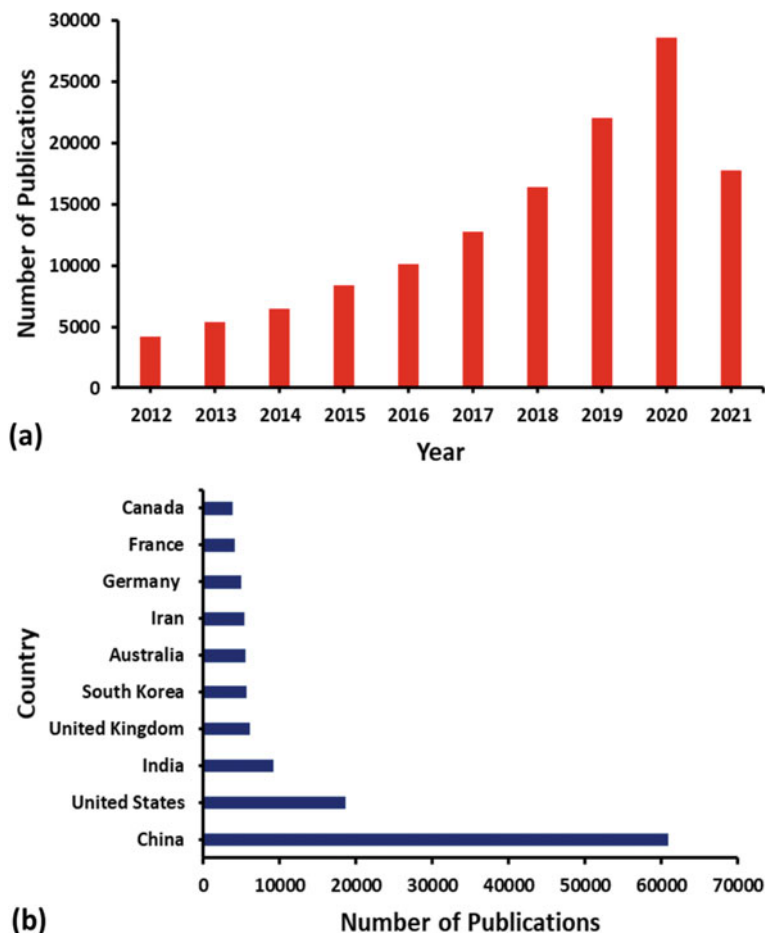 30000
25000
20000
15000
10000
5000
0
Number of Publications
2012 2013 2014 2015 2016 2017 2018 2019 2020 2021
Year
(a)
Canada
France
Germany
Iran
Australia
South Korea
United Kingdom
India
United States
China
Country
0 10000 20000 30000 40000 50000 60000 70000
Number of Publications
(b)